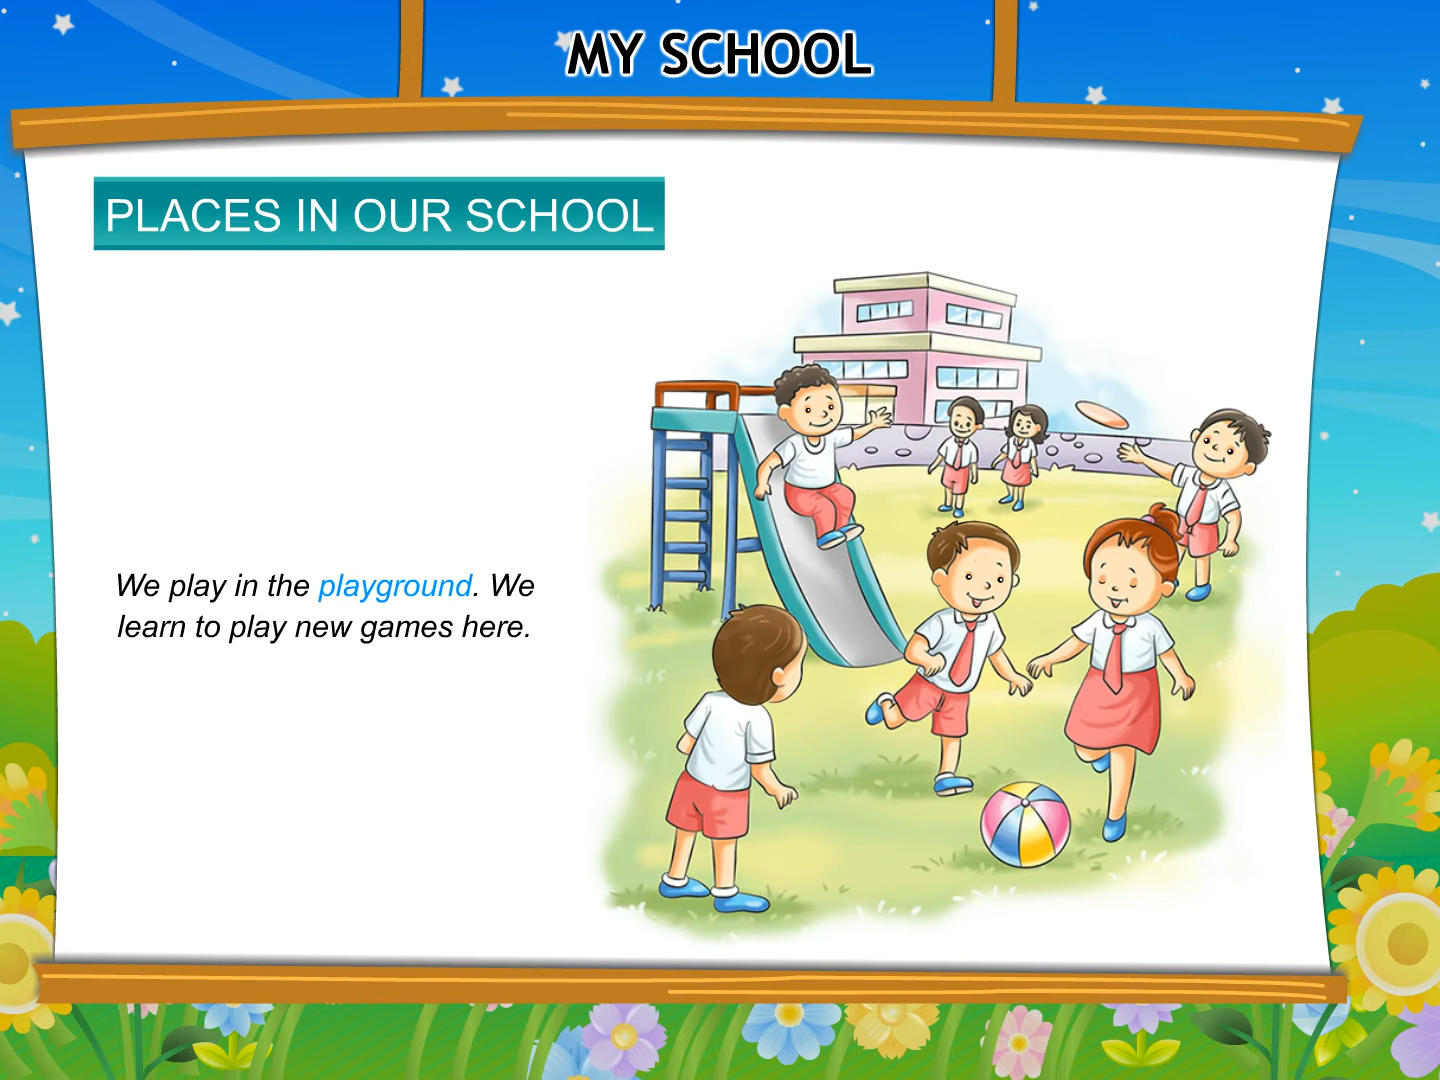 MY SCHOOL
PLACES IN OUR SCHOOL
We play in the playground. We
learn to play new games here.